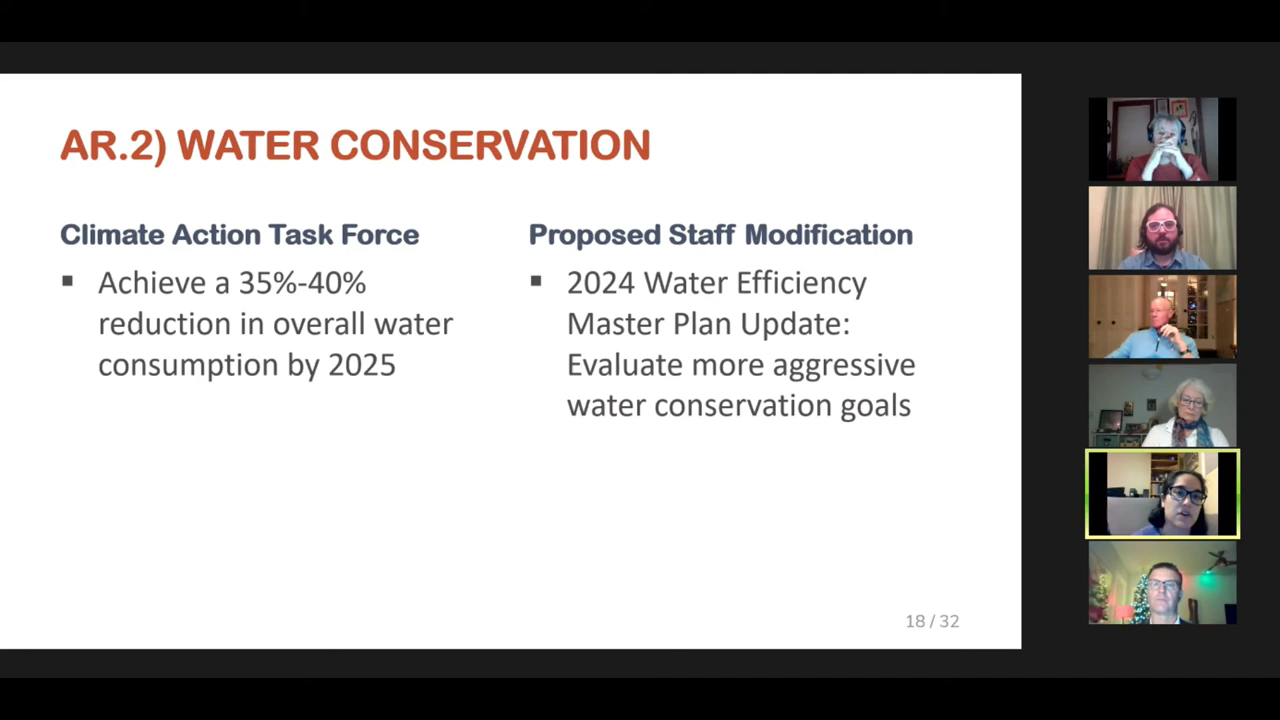 AR.2) WATER CONSERVATION
Climate Action Task Force
▪ Achieve a 35%-40%
reduction in overall water
consumption by 2025
Proposed Staff Modification
▪ 2024 Water Efficiency
Master Plan Update:
Evaluate more aggressive
water conservation goals
18 / 32